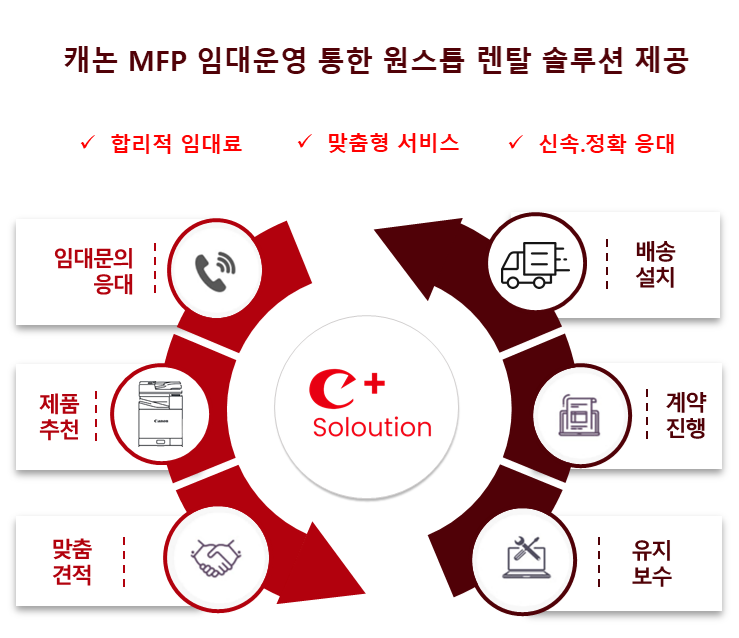 캐논 MFP 임대운영 통한 원스톱 렌탈 솔루션 제공
✓ 합리적 임대료
✓ 맞춤형 서비스
✓ 신속.정확 응대
임대문의
응대
제품
추천
Canon
맞춤
견적
e+
Soloution
배송
설치
계약
진행
유지
보수